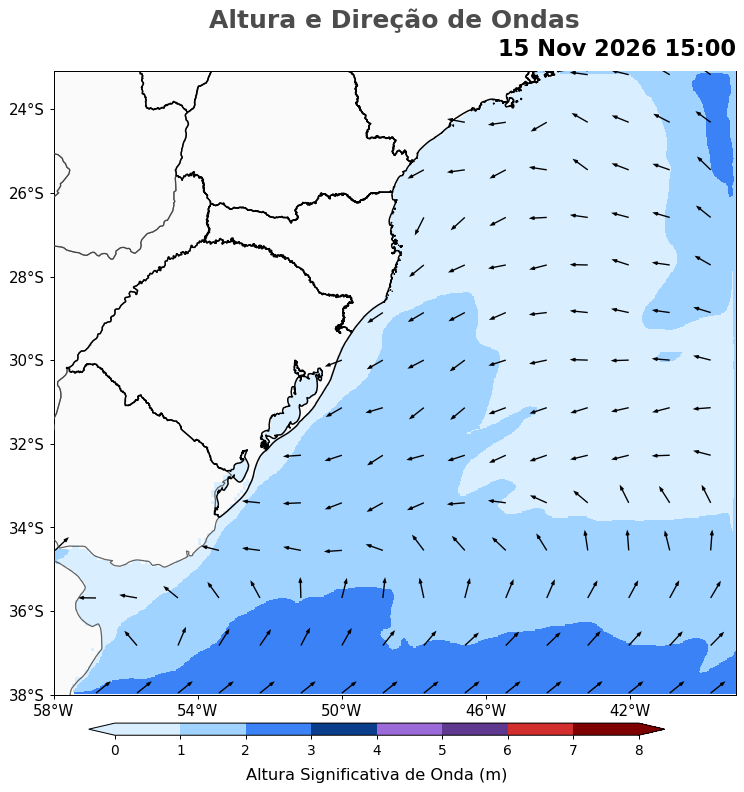 Altura e Direção de Ondas
15 Nov 2026 15:00
24°S
26°S
28°S
30°S
32°S
34°S
36°S
38°S
58°W 54°W 50°W 46°W 42°W
0 1 2 3 4 5 6 7 8
Altura Significativa de Onda (m)